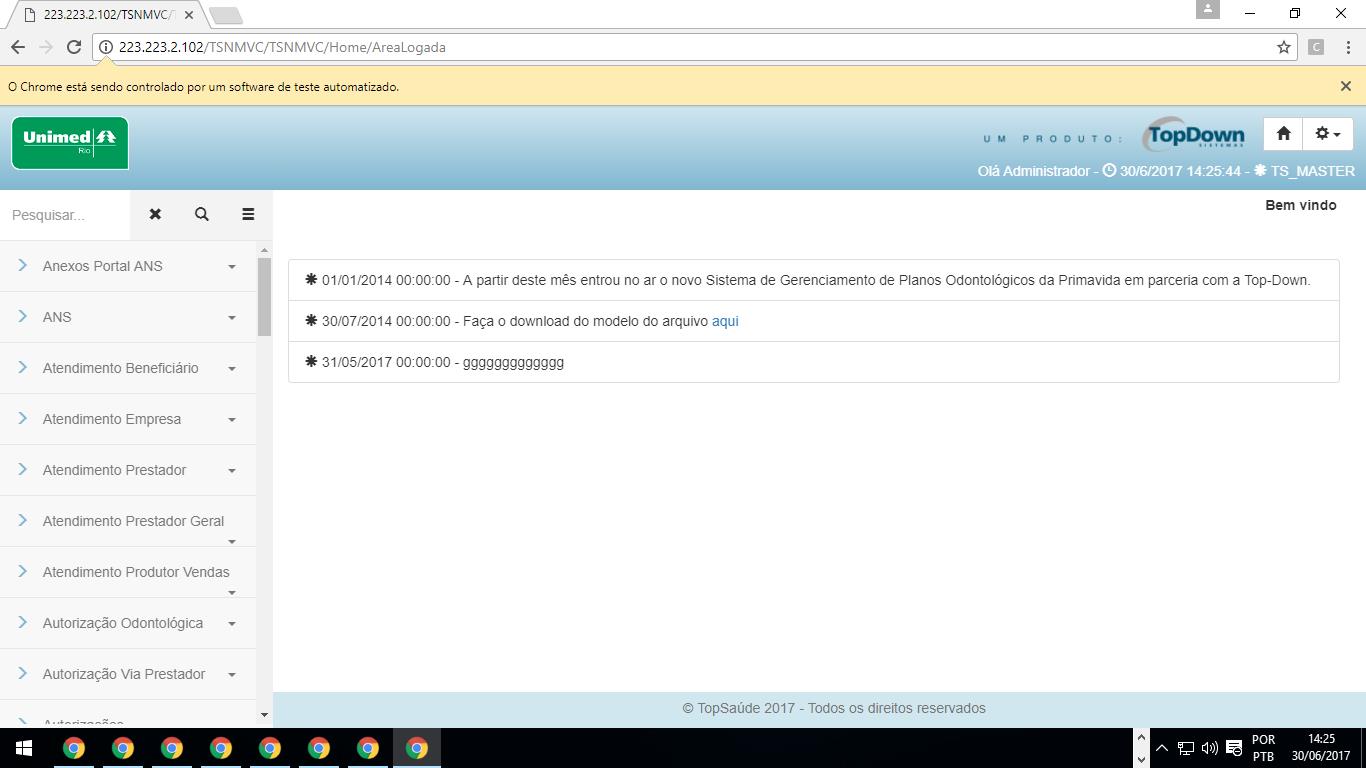 223.223.2.102/TSNMVC/T
223.223.2.102/TSNMVC/TSNMVC/Home/AreaLogada
C
O Chrome está sendo controlado por um software de teste automatizado.
Unimed
Rio
UM PRODUTO:
TopDown
SISTEMAS
Olá Administrador - 30/6/2017 14:25:44 - TS_MASTER
Pesquisar...
Bem vindo
Anexos Portal ANS
ANS
Atendimento Beneficiário
Atendimento Empresa
Atendimento Prestador
Atendimento Prestador Geral
Atendimento Produtor Vendas
Autorização Odontológica
Autorização Via Prestador
Autorizações
01/01/2014 00:00:00 - A partir deste mês entrou no ar o novo Sistema de Gerenciamento de Planos Odontológicos da Primavida em parceria com a Top-Down.
30/07/2014 00:00:00 - Faça o download do modelo do arquivo aqui
31/05/2017 00:00:00 - ggggggggggggg
© TopSaúde 2017 - Todos os direitos reservados
POR
PTB
14:25
30/06/2017